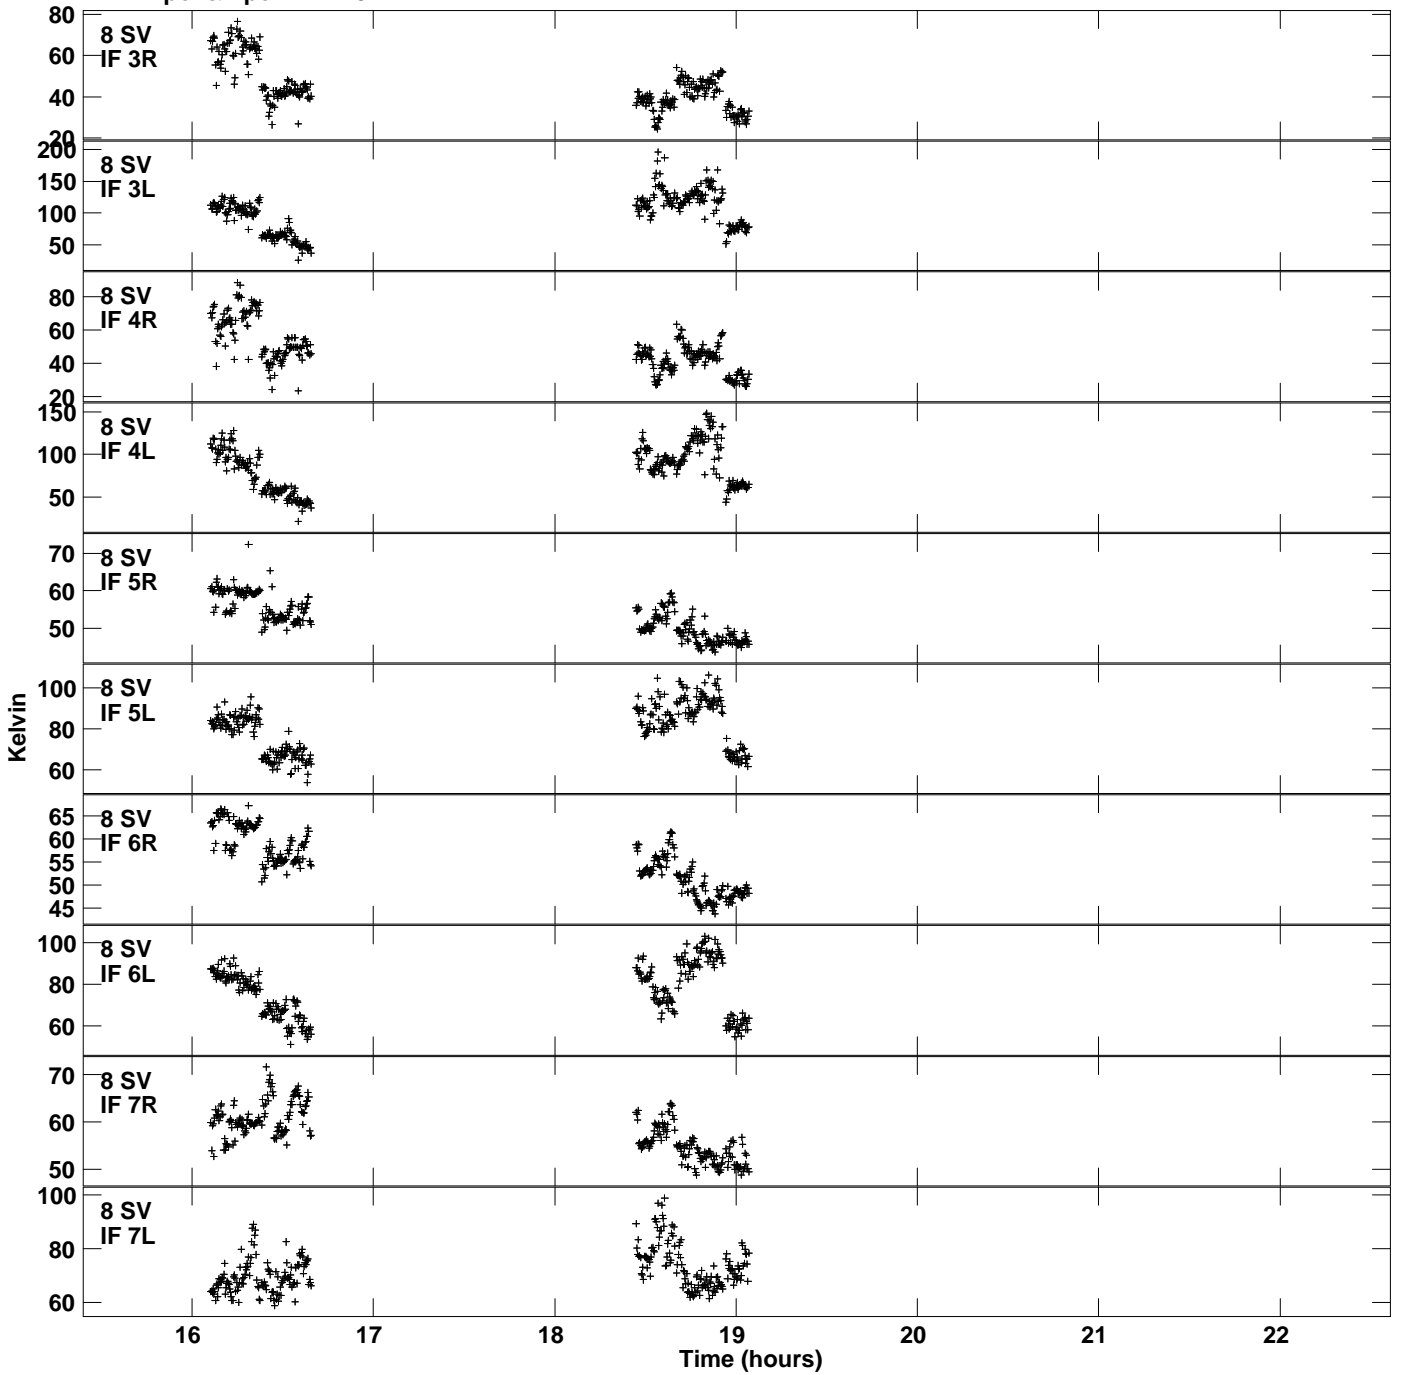 80
60
40
20
8 SV
IF 3R
200
150
100
50
8 SV
IF 3L
80
60
40
20
8 SV
IF 4R
150
100
50
8 SV
IF 4L
70
60
50
8 SV
IF 5R
100
80
60
8 SV
IF 5L
65
60
55
50
45
8 SV
IF 6R
100
80
60
8 SV
IF 6L
70
60
50
8 SV
IF 7R
100
80
60
8 SV
IF 7L
Kelvin
16 17 18 19 20 21 22
Time (hours)